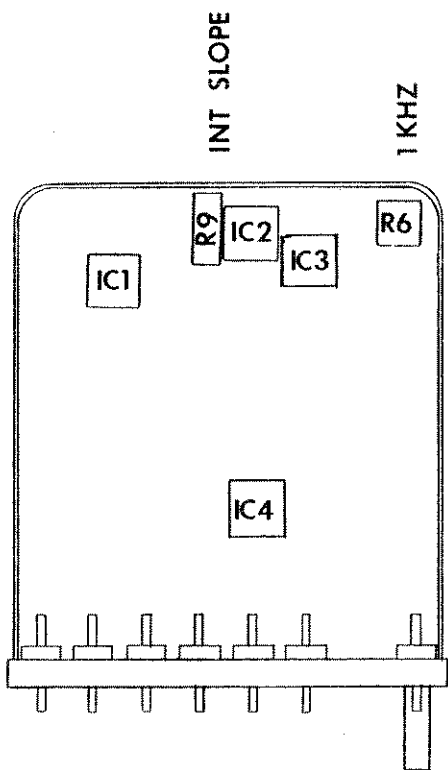 INT SLOPE
1 KHZ
R9
IC2
R6
IC1
IC3
IC4